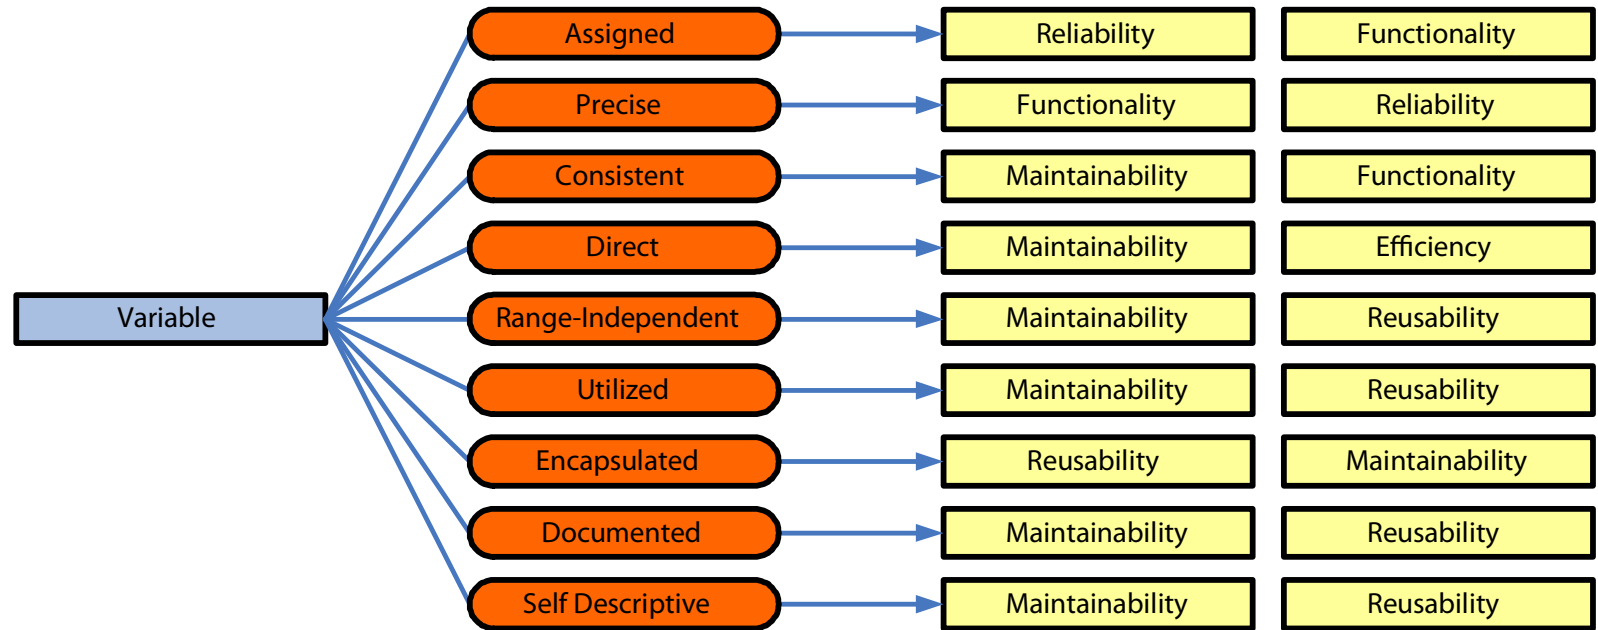 Assigned Reliability Functionality
Precise Functionality Reliability
Consistent Maintainability Functionality
Direct Maintainability Efficiency
Variable Range-Independent Maintainability Reusability
Utilized Maintainability Reusability
Encapsulated Reusability Maintainability
Documented Maintainability Reusability
Self Descriptive Maintainability Reusability